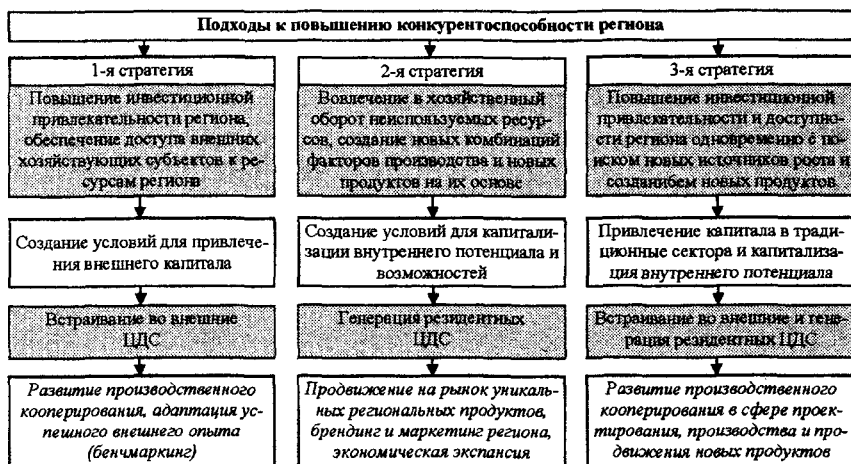 Подходы к повышению конкурентоспособности региона
1-я стратегия
Повышение инвестиционной
привлекательности региона,
обеспечение доступа внешних
хозяйствующих субъектов к ре-
сурсам региона
Создание условий для привлече-
ния внешнего капитала
Встраивание во внешние
ЦДС
Развитие производственного
кооперирования, адаптация ус-
пешного внешнего опыта
(бенчмаркинг)
2-я стратегия
Вовлечение в хозяйственный
оборот неиспользуемых ресур-
сов, создание новых комбинаций
факторов производства и новых
продуктов на их основе
Создание условий для капитали-
зации внутреннего потенциала и
возможностей
Генерация резидентных
ЦДС
Продвижение на рынок уникаль-
ных региональных продуктов,
брендинг и маркетинг региона,
экономическая экспансия
3-я стратегия
Повышение инвестиционной
привлекательности и доступно-
сти региона одновременно с по-
иском новых источников роста и
созданибем новых продуктов
Привлечение капитала в тради-
ционные сектора и капитализа-
ция внутреннего потенциала
Встраивание во внешние и гене-
рация резидентных ЦДС
Развитие производственного
кооперирования в сфере проек-
тирования, производства и про-
движения новых продуктов